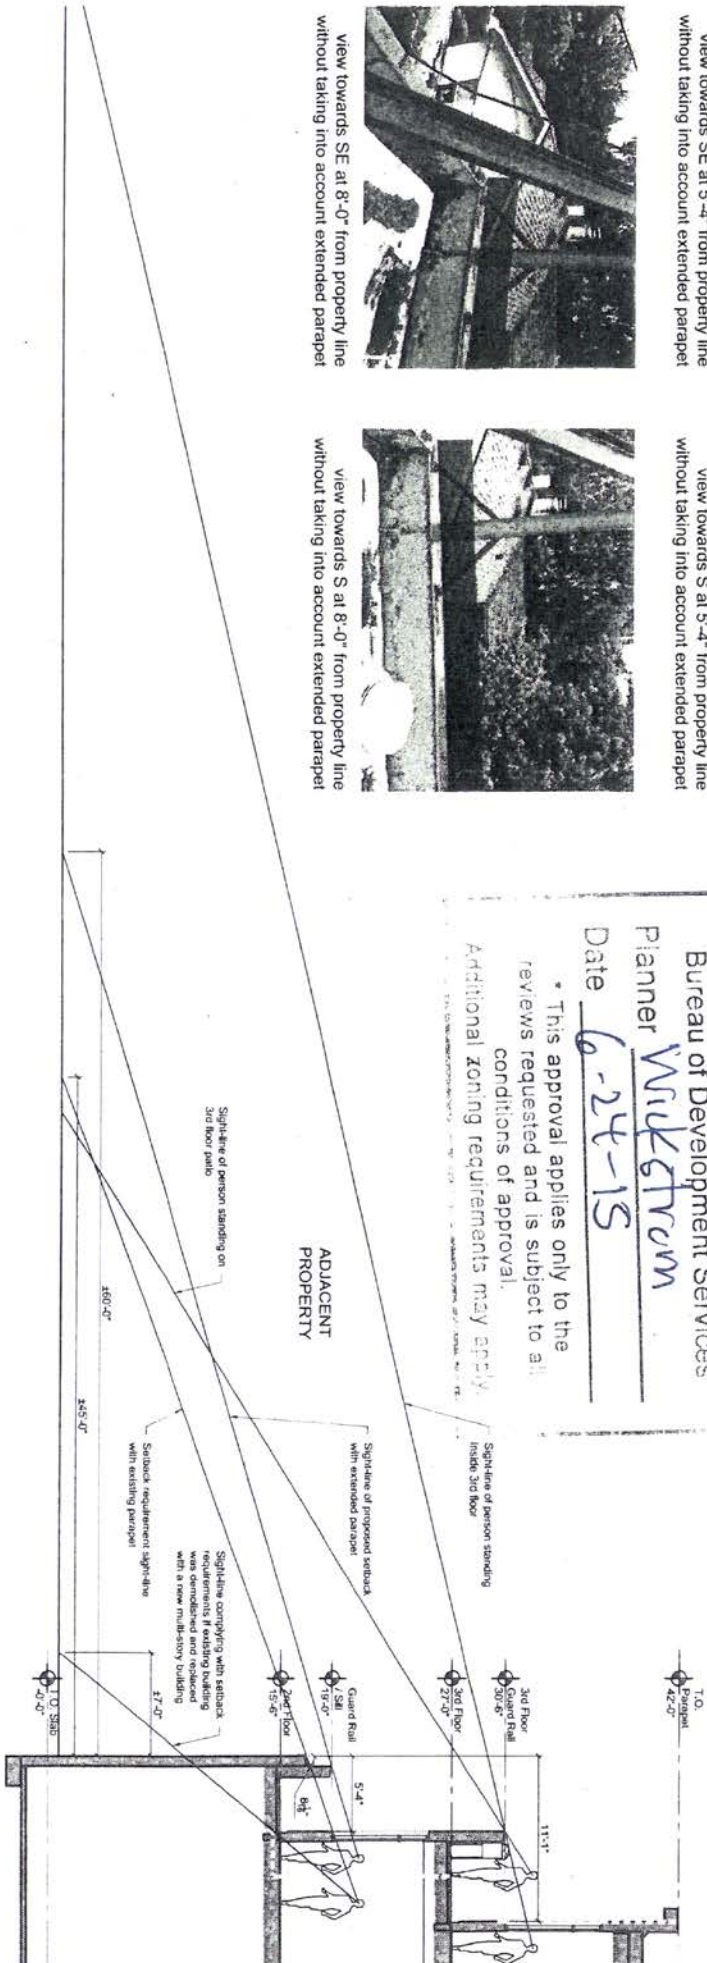 view towards SE at 5'-4" from property line
without taking into account extended parapet
view towards S at 5'-4" from property line
without taking into account extended parapet
view towards SE at 8'-0" from property line
without taking into account extended parapet
view towards S at 8'-0" from property line
without taking into account extended parapet
Bureau of Development Services
Planner Wickstrom
Date 6-24-15
* This approval applies only to the
reviews requested and is subject to all
conditions of approval.
Additional zoning requirements may apply.
T.O.
Parapet
42'-0"
3rd Floor
Guard Rail
30'-6"
3rd Floor
27'-0"
Guard Rail
/ Sill
19'-0"
2nd Floor
15'-6"
T.O. Slab
-0'-0"
11'-1"
5'-4"
±7'-0"
±45'-0"
±60'-0"
ADJACENT
PROPERTY
Sight-line of person standing
inside 3rd floor
Sight-line of proposed setback
with extended parapet
Sight-line of person standing on
3rd floor patio
Setback requirement sight-line
with existing parapet
Sight-line complying with setback
requirements if existing building
was demolished and replaced
with a new multi-story building